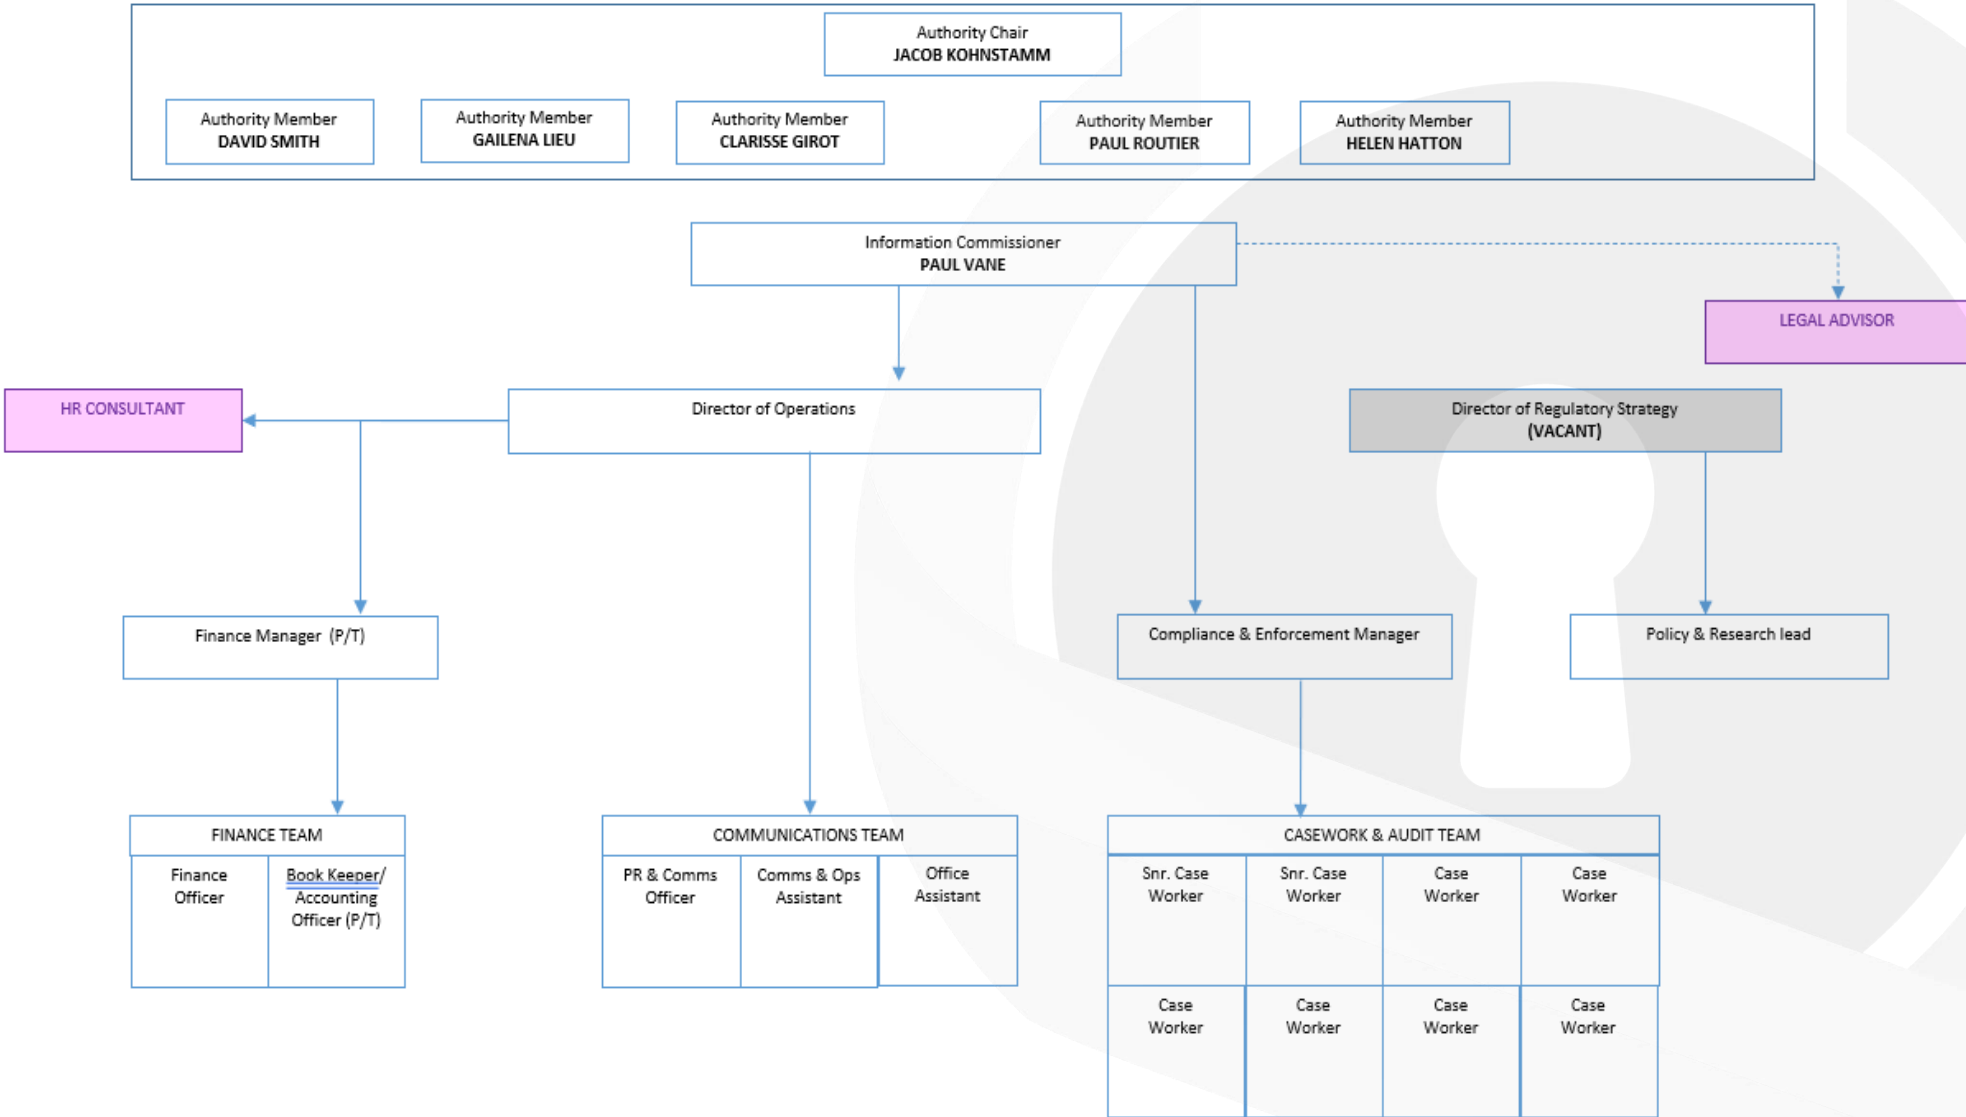 Authority Chair
JACOB KOHNSTAMM
Authority Member
DAVID SMITH
Authority Member
GAILENA LIEU
Authority Member
CLARISSE GIROT
Authority Member
PAUL ROUTIER
Authority Member
HELEN HATTON
Information Commissioner
PAUL VANE
LEGAL ADVISOR
HR CONSULTANT
Director of Operations
Director of Regulatory Strategy
(VACANT)
Finance Manager (P/T)
Compliance & Enforcement Manager
Policy & Research lead
FINANCE TEAM
Finance
Officer
Book Keeper/
Accounting
Officer (P/T)
COMMUNICATIONS TEAM
PR & Comms
Officer
Comms & Ops
Assistant
Office
Assistant
CASEWORK & AUDIT TEAM
Snr. Case
Worker
Snr. Case
Worker
Case
Worker
Case
Worker
Case
Worker
Case
Worker
Case
Worker
Case
Worker